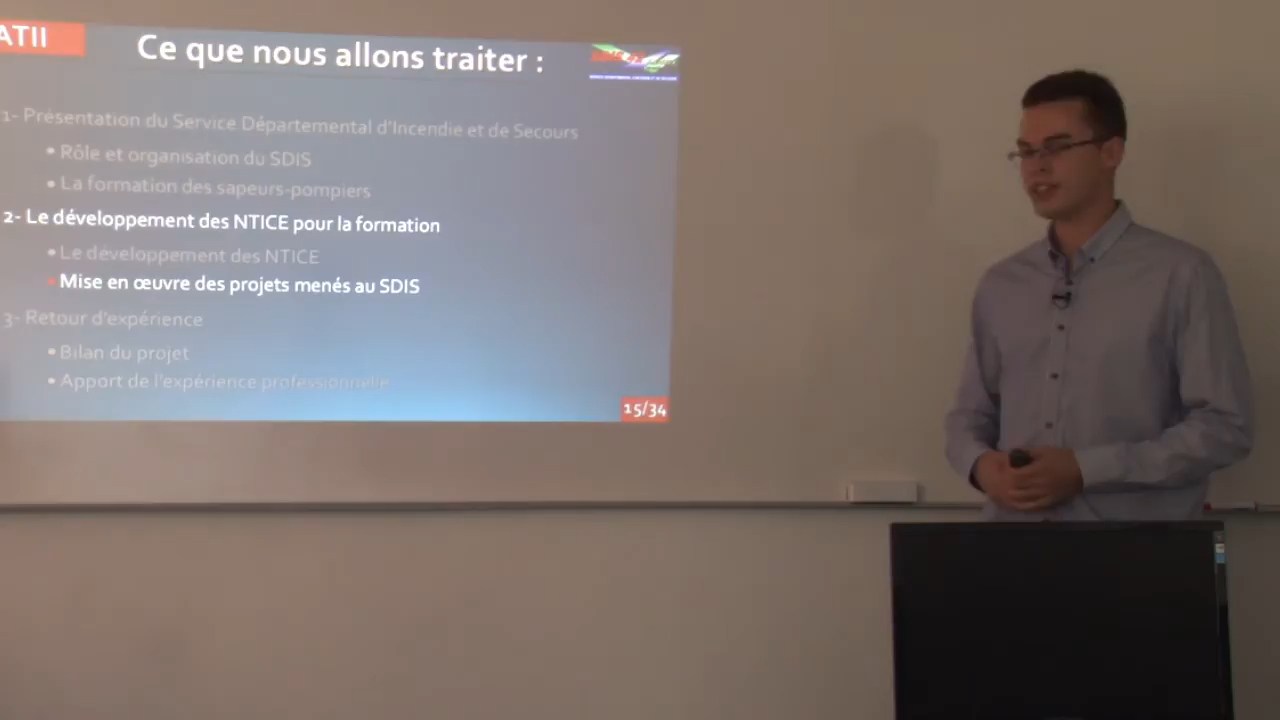 ATII
Ce que nous allons traiter :
1- Présentation du Service Départemental d'Incendie et de Secours
• Rôle et organisation du SDIS
• La formation des sapeurs-pompiers
2- Le développement des NTICE pour la formation
• Le développement des NTICE
• Mise en œuvre des projets menés au SDIS
3- Retour d'expérience
• Bilan du projet
• Apport de l'expérience professionnelle
15/34